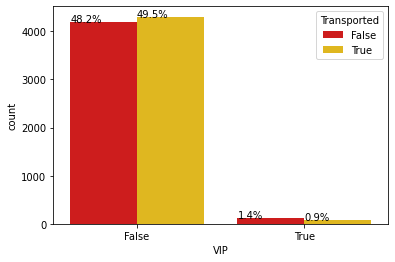 Transported
False
True
48.2%
49.5%
1.4%
0.9%
4000
3000
2000
1000
0
count
False
True
VIP